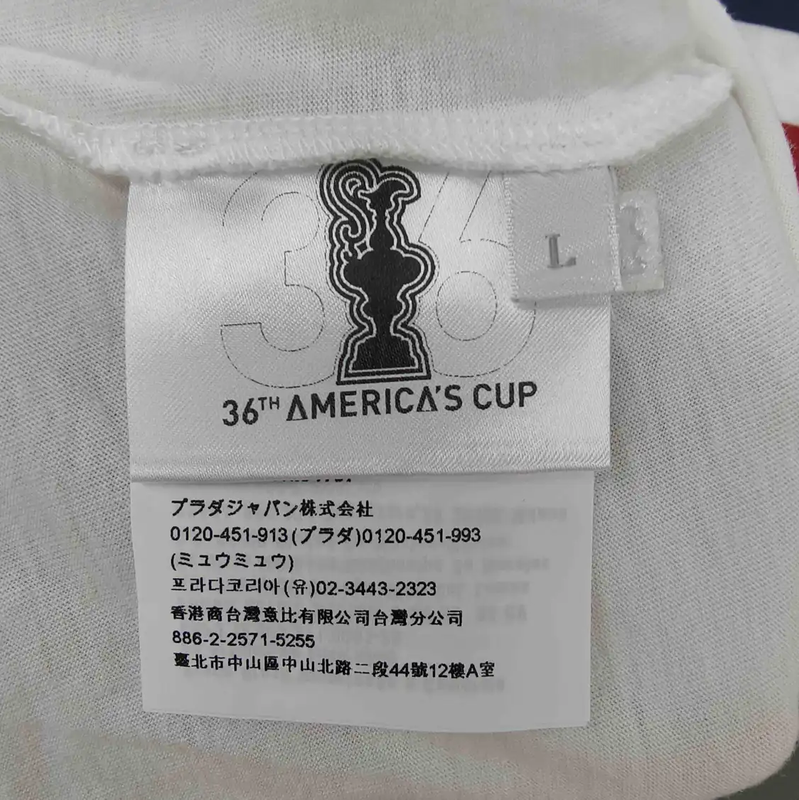 36
L
36TH AMERICA'S CUP
プラダジャパン株式会社
0120-451-913(プラダ)0120-451-993
(ミュウミュウ)
프라다코리아(유)02-3443-2323
香港商台灣意比有限公司台灣分公司
886-2-2571-5255
臺北市中山區中山北路二段44號12樓A室